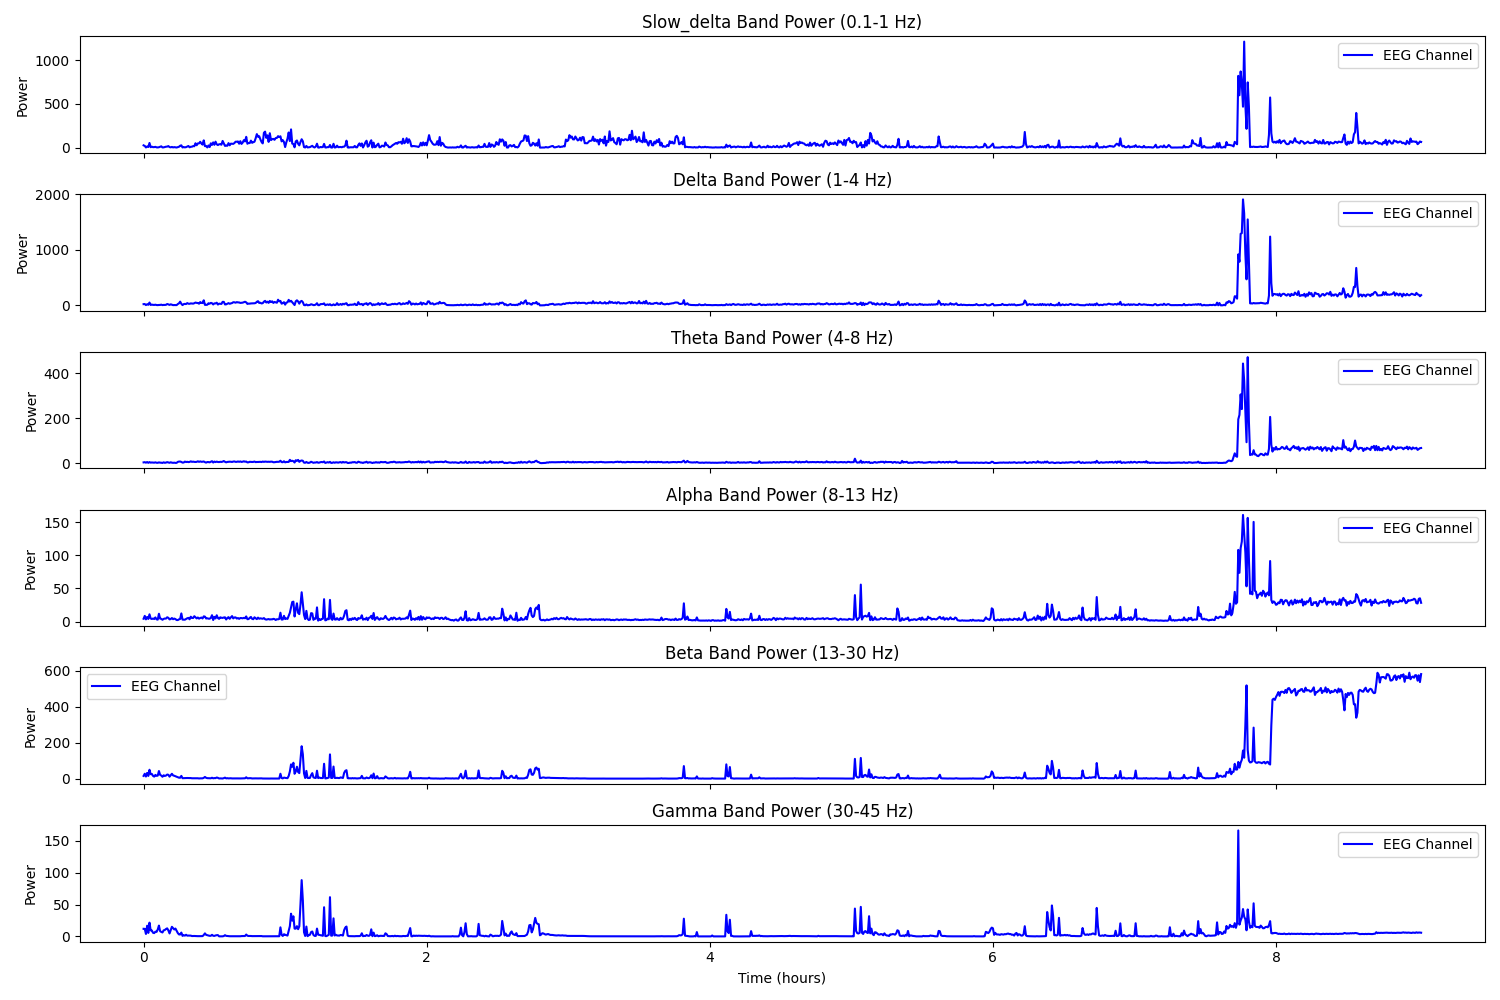 Slow_delta Band Power (0.1-1 Hz)
1000
500
0
Power
EEG Channel
Delta Band Power (1-4 Hz)
2000
1000
0
Power
EEG Channel
Theta Band Power (4-8 Hz)
400
200
0
Power
EEG Channel
Alpha Band Power (8-13 Hz)
150
100
50
0
Power
EEG Channel
Beta Band Power (13-30 Hz)
600
400
200
0
Power
EEG Channel
Gamma Band Power (30-45 Hz)
150
100
50
0
Power
EEG Channel
0 2 4 6 8
Time (hours)